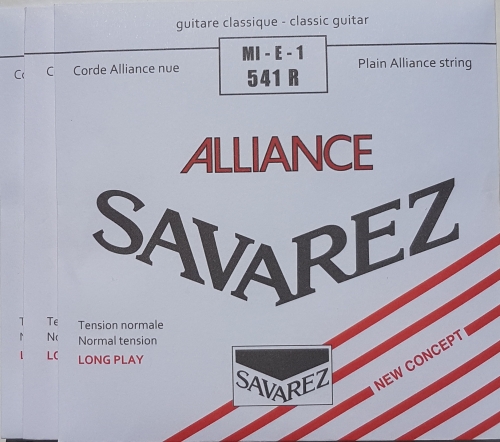 guitare classique - classic guitar
MI - E - 1
541 R
Corde Alliance nue
Plain Alliance string
ALLIANCE
SAVAREZ
Tension normale
Normal tension
LONG PLAY
NEW CONCEPT
SAVAREZ